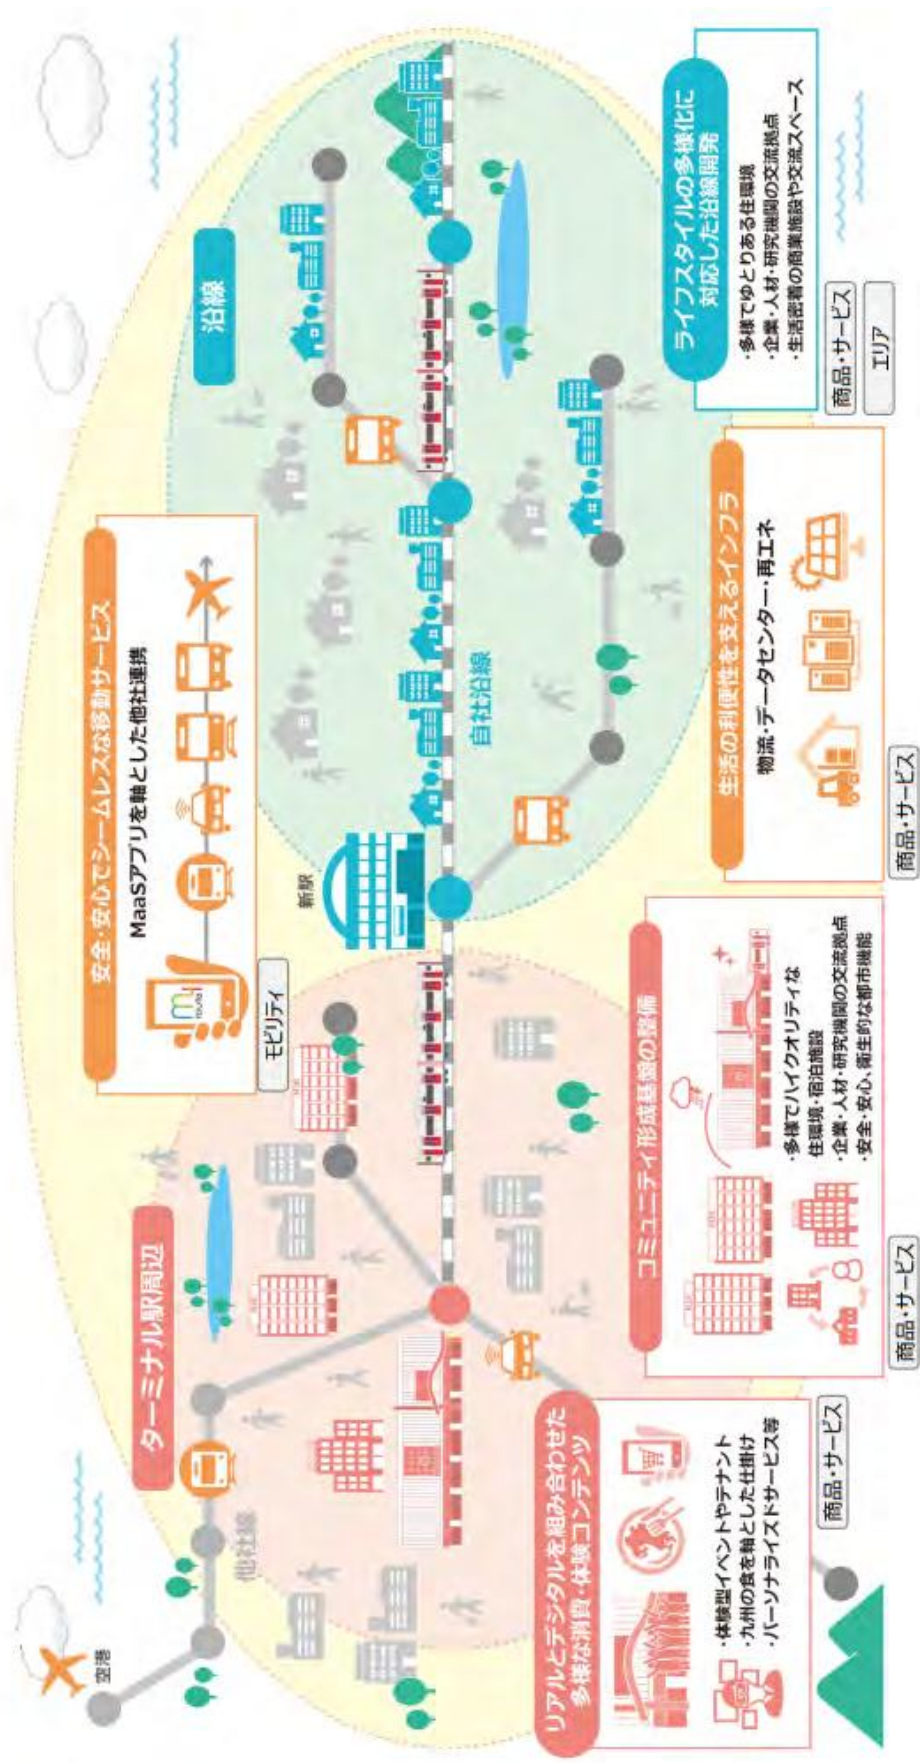 空港
他社線
ターミナル駅周辺
安全・安心でシームレスな移動サービス
MaaSアプリを軸とした他社連携
my
route
モビリティ
新駅
沿線
自社沿線
リアルとデジタルを組み合わせた
多様な消費・体験コンテンツ
・体験型イベントやテナント
・九州の食を軸とした仕掛け
・パーソナライズドサービス等
商品・サービス
コミュニティ形成基盤の整備
・多様でハイクオリティな
住環境・宿泊施設
・企業・人材・研究機関の交流拠点
・安全・安心、衛生的な都市機能
商品・サービス
生活の利便性を支えるインフラ
物流・データセンター・再エネ
商品・サービス
ライフスタイルの多様化に
対応した沿線開発
・多様でゆとりある住環境
・企業・人材・研究機関の交流拠点
・生活密着の商業施設や交流スペース
商品・サービス
エリア